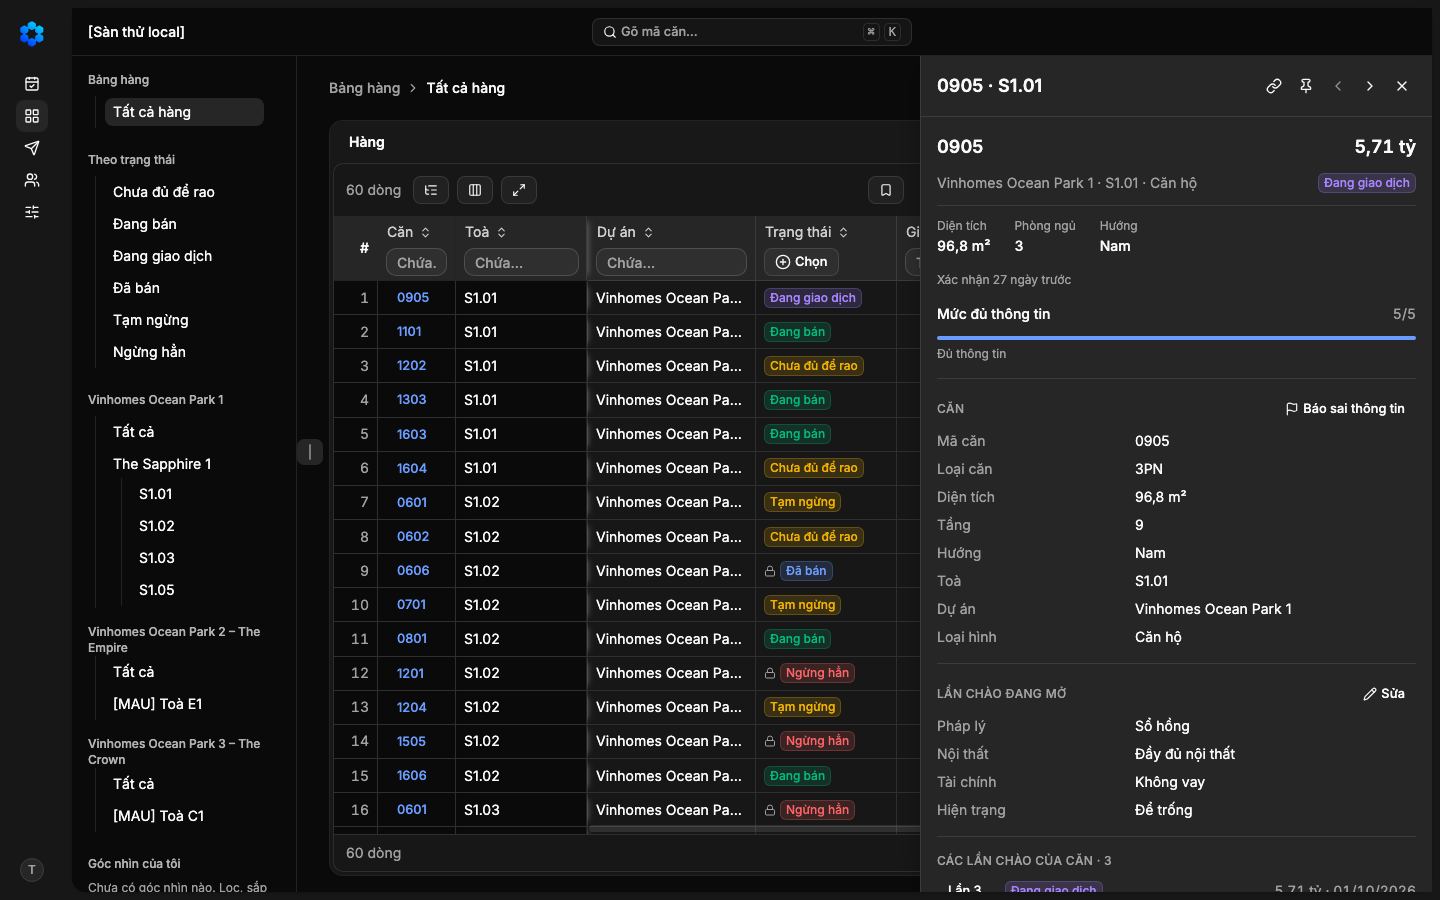 [Sàn thử local]
Gõ mã căn...
⌘ K
Bảng hàng
Tất cả hàng
Theo trạng thái
Chưa đủ để rao
Đang bán
Đang giao dịch
Đã bán
Tạm ngừng
Ngừng hẳn
Vinhomes Ocean Park 1
Tất cả
The Sapphire 1
S1.01
S1.02
S1.03
S1.05
Vinhomes Ocean Park 2 – The
Empire
Tất cả
[MAU] Toà E1
Vinhomes Ocean Park 3 – The
Crown
Tất cả
[MAU] Toà C1
Góc nhìn của tôi
Chưa có góc nhìn nào. Lọc, sắp
T
Bảng hàng > Tất cả hàng
Hàng
60 dòng
# Căn Toà Dự án Trạng thái
Chứa. Chứa... Chứa... Chọn
1 0905 S1.01 Vinhomes Ocean Pa... Đang giao dịch
2 1101 S1.01 Vinhomes Ocean Pa... Đang bán
3 1202 S1.01 Vinhomes Ocean Pa... Chưa đủ để rao
4 1303 S1.01 Vinhomes Ocean Pa... Đang bán
5 1603 S1.01 Vinhomes Ocean Pa... Đang bán
6 1604 S1.01 Vinhomes Ocean Pa... Chưa đủ để rao
7 0601 S1.02 Vinhomes Ocean Pa... Tạm ngừng
8 0602 S1.02 Vinhomes Ocean Pa... Chưa đủ để rao
9 0606 S1.02 Vinhomes Ocean Pa... Đã bán
10 0701 S1.02 Vinhomes Ocean Pa... Tạm ngừng
11 0801 S1.02 Vinhomes Ocean Pa... Đang bán
12 1201 S1.02 Vinhomes Ocean Pa... Ngừng hẳn
13 1204 S1.02 Vinhomes Ocean Pa... Tạm ngừng
14 1505 S1.02 Vinhomes Ocean Pa... Ngừng hẳn
15 1606 S1.02 Vinhomes Ocean Pa... Đang bán
16 0601 S1.03 Vinhomes Ocean Pa... Ngừng hẳn
60 dòng
0905 · S1.01
0905 5,71 tỷ
Vinhomes Ocean Park 1 · S1.01 · Căn hộ Đang giao dịch
Diện tích Phòng ngủ Hướng
96,8 m² 3 Nam
Xác nhận 27 ngày trước
Mức đủ thông tin 5/5
Đủ thông tin
CĂN Báo sai thông tin
Mã căn 0905
Loại căn 3PN
Diện tích 96,8 m²
Tầng 9
Hướng Nam
Toà S1.01
Dự án Vinhomes Ocean Park 1
Loại hình Căn hộ
LẦN CHÀO ĐANG MỞ Sửa
Pháp lý Sổ hồng
Nội thất Đầy đủ nội thất
Tài chính Không vay
Hiện trạng Để trống
CÁC LẦN CHÀO CỦA CĂN · 3
Lần 3 Đang giao dịch 5,71 tỷ · 01/10/2026